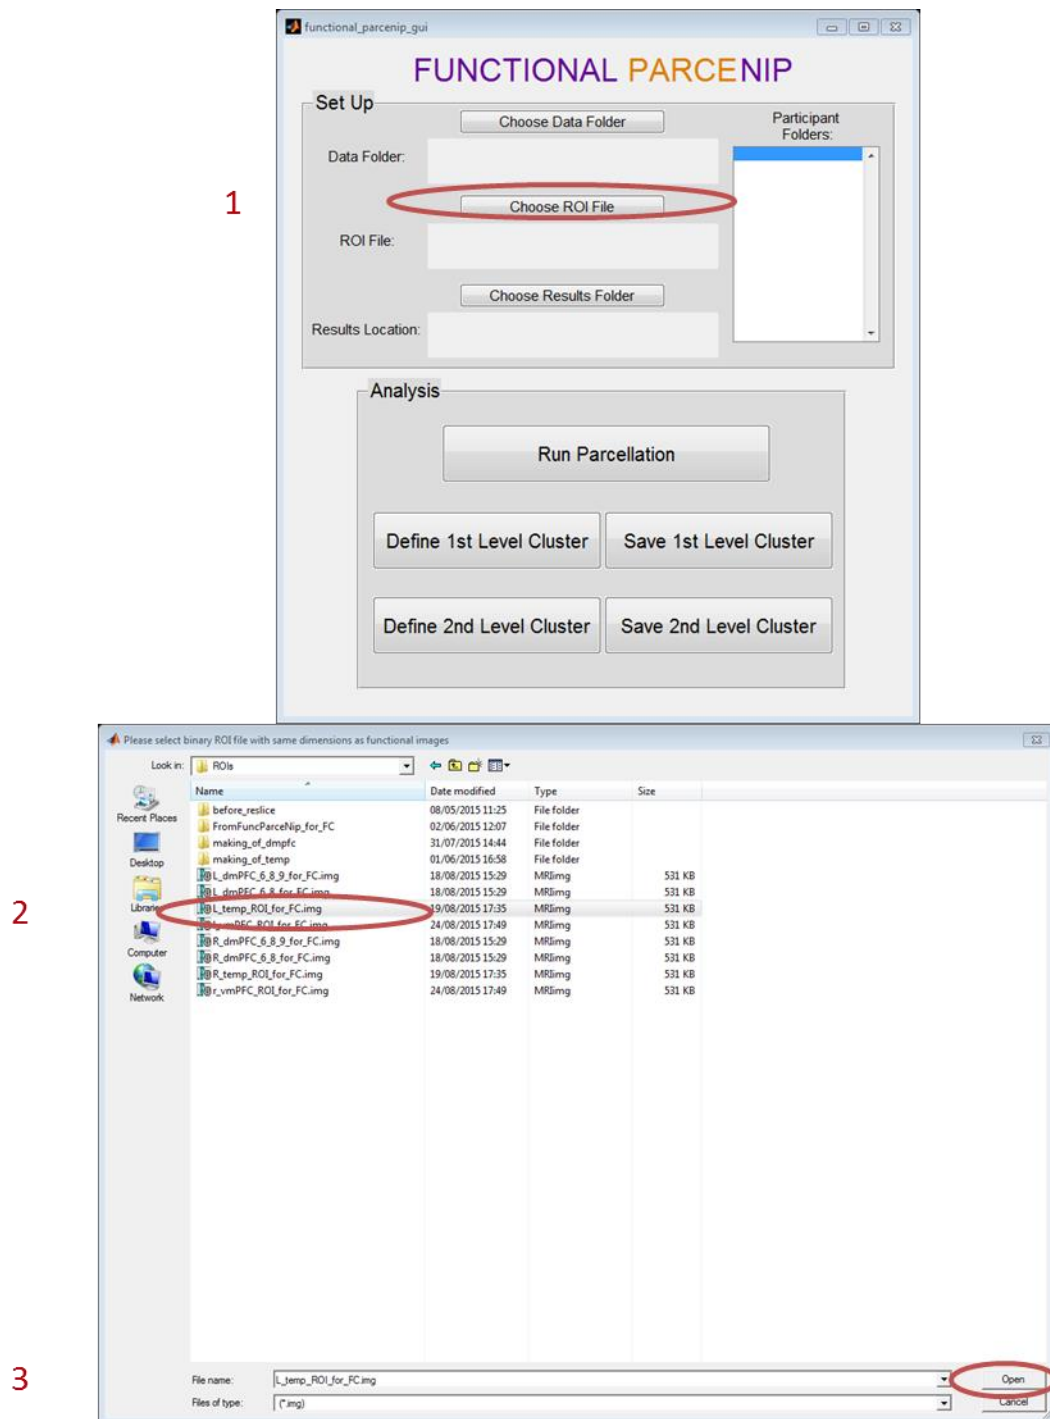 functional_parcenip_gui
FUNCTIONAL PARCENIP
Set Up
Choose Data Folder
Participant
Folders:
Data Folder:
1
Choose ROI File
ROI File:
Choose Results Folder
Results Location:
Analysis
Run Parcellation
Define 1st Level Cluster Save 1st Level Cluster
Define 2nd Level Cluster Save 2nd Level Cluster
Please select binary ROI file with same dimensions as functional images
Look in: ROIs
Name Date modified Type Size
Recent Places
Desktop
Libraries
Computer
Network
before_reslice 08/05/2015 11:25 File folder
FromFuncParceNip_for_FC 02/06/2015 12:07 File folder
making_of_dmpfc 31/07/2015 14:44 File folder
making_of_temp 01/06/2015 16:58 File folder
L_dmPFC_6_8_9_for_FC.img 18/08/2015 15:29 MRIimg 531 KB
L_dmPFC_6_8_for_FC.img 18/08/2015 15:29 MRIimg 531 KB
2
L_temp_ROI_for_FC.img 19/08/2015 17:35 MRIimg 531 KB
vmPFC_ROI_for_FC.img 24/08/2015 17:49 MRIimg 531 KB
R_dmPFC_6_8_9_for_FC.img 18/08/2015 15:29 MRIimg 531 KB
R_dmPFC_6_8_for_FC.img 18/08/2015 15:29 MRIimg 531 KB
R_temp_ROI_for_FC.img 19/08/2015 17:35 MRIimg 531 KB
r_vmPFC_ROI_for_FC.img 24/08/2015 17:49 MRIimg 531 KB
3
File name: L_temp_ROI_for_FC.img Open
Files of type: (*.img) Cancel